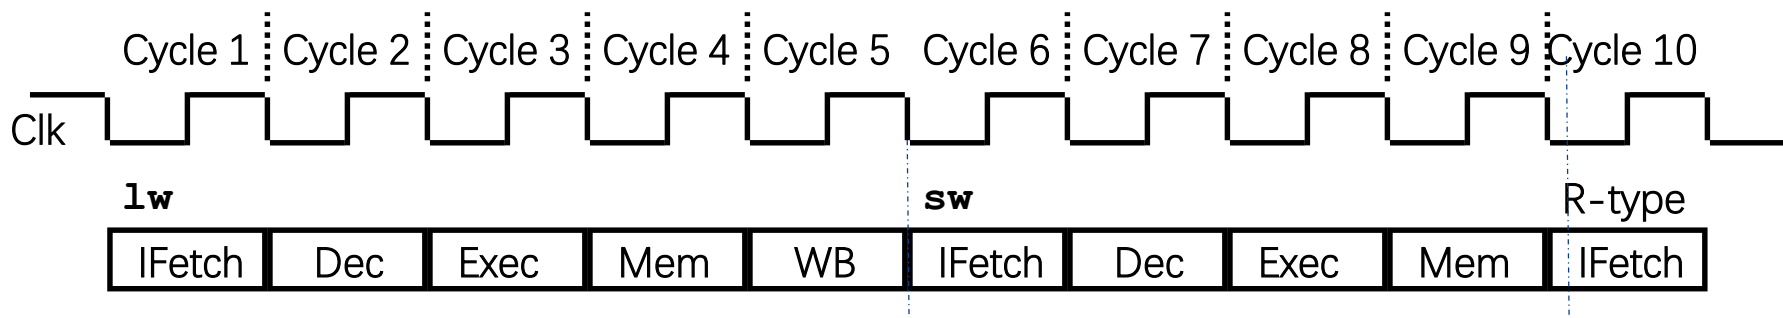 Cycle 1 Cycle 2 Cycle 3 Cycle 4 Cycle 5 Cycle 6 Cycle 7 Cycle 8 Cycle 9 Cycle 10
Clk
lw sw R-type
IFetch Dec Exec Mem WB IFetch Dec Exec Mem IFetch